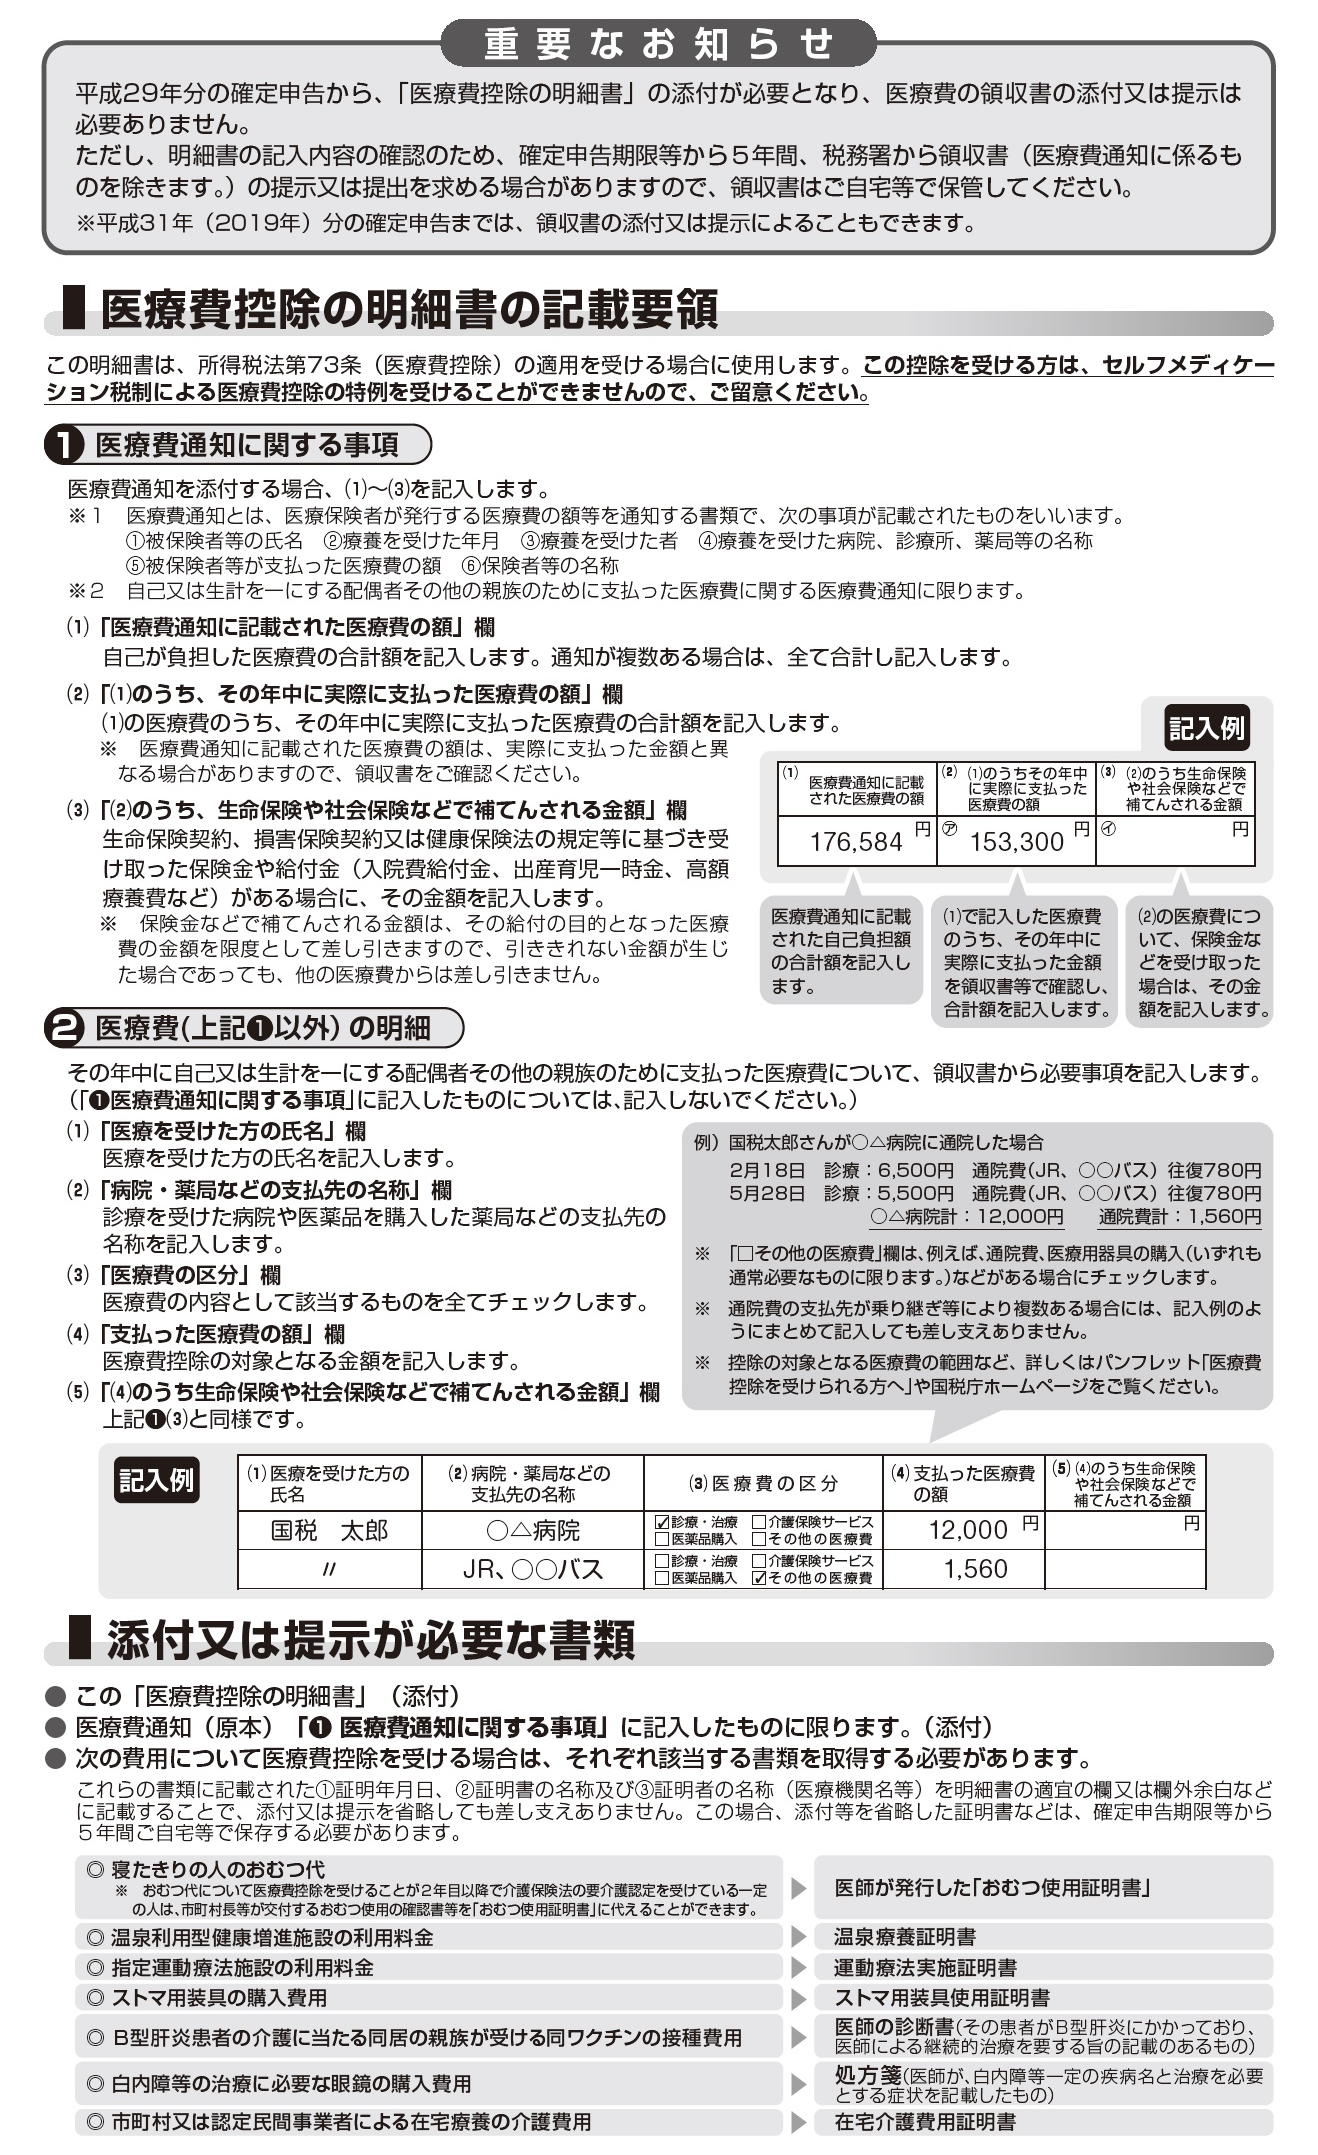 重要なお知らせ
平成29年分の確定申告から、「医療費控除の明細書」の添付が必要となり、医療費の領収書の添付又は提示は
必要ありません。
ただし、明細書の記入内容の確認のため、確定申告期限等から5年間、税務署から領収書（医療費通知に係るも
のを除きます。）の提示又は提出を求める場合がありますので、領収書はご自宅等で保管してください。
※平成31年（2019年）分の確定申告までは、領収書の添付又は提示によることもできます。
医療費控除の明細書の記載要領
この明細書は、所得税法第73条（医療費控除）の適用を受ける場合に使用します。この控除を受ける方は、セルフメディケー
ション税制による医療費控除の特例を受けることができませんので、ご留意ください。
❶ 医療費通知に関する事項
医療費通知を添付する場合、⑴～⑶を記入します。
※１　医療費通知とは、医療保険者が発行する医療費の額等を通知する書類で、次の事項が記載されたものをいいます。
①被保険者等の氏名　②療養を受けた年月　③療養を受けた者　④療養を受けた病院、診療所、薬局等の名称
⑤被保険者等が支払った医療費の額　⑥保険者等の名称
※２　自己又は生計を一にする配偶者その他の親族のために支払った医療費に関する医療費通知に限ります。
⑴「医療費通知に記載された医療費の額」欄
自己が負担した医療費の合計額を記入します。通知が複数ある場合は、全て合計し記入します。
⑵「⑴のうち、その年中に実際に支払った医療費の額」欄
⑴の医療費のうち、その年中に実際に支払った医療費の合計額を記入します。
※　医療費通知に記載された医療費の額は、実際に支払った金額と異
なる場合がありますので、領収書をご確認ください。
⑶「⑵のうち、生命保険や社会保険などで補てんされる金額」欄
生命保険契約、損害保険契約又は健康保険法の規定等に基づき受
け取った保険金や給付金（入院費給付金、出産育児一時金、高額
療養費など）がある場合に、その金額を記入します。
※　保険金などで補てんされる金額は、その給付の目的となった医療
費の金額を限度として差し引きますので、引ききれない金額が生じ
た場合であっても、他の医療費からは差し引きません。
記入例
⑴ 医療費通知に記載
された医療費の額
⑵ ⑴のうちその年中
に実際に支払った
医療費の額
⑶ ⑵のうち生命保険
や社会保険などで
補てんされる金額
176,584 円
㋐ 153,300 円
㋑ 円
医療費通知に記載
された自己負担額
の合計額を記入し
ます。
⑴で記入した医療費
のうち、その年中に
実際に支払った金額
を領収書等で確認し、
合計額を記入します。
⑵の医療費につ
いて、保険金な
どを受け取った
場合は、その金
額を記入します。
❷ 医療費(上記❶以外）の明細
その年中に自己又は生計を一にする配偶者その他の親族のために支払った医療費について、領収書から必要事項を記入します。
（「❶医療費通知に関する事項」に記入したものについては、記入しないでください。）
⑴「医療を受けた方の氏名」欄
医療を受けた方の氏名を記入します。
⑵「病院・薬局などの支払先の名称」欄
診療を受けた病院や医薬品を購入した薬局などの支払先の
名称を記入します。
⑶「医療費の区分」欄
医療費の内容として該当するものを全てチェックします。
⑷「支払った医療費の額」欄
医療費控除の対象となる金額を記入します。
⑸「⑷のうち生命保険や社会保険などで補てんされる金額」欄
上記❶⑶と同様です。
例）国税太郎さんが○△病院に通院した場合
2月18日　診療：6,500円　通院費(JR、○○バス）往復780円
5月28日　診療：5,500円　通院費(JR、○○バス）往復780円
○△病院計：12,000円　通院費計：1,560円
※　「□その他の医療費」欄は、例えば、通院費、医療用器具の購入（いずれも
通常必要なものに限ります。）などがある場合にチェックします。
※　通院費の支払先が乗り継ぎ等により複数ある場合には、記入例のよ
うにまとめて記入しても差し支えありません。
※　控除の対象となる医療費の範囲など、詳しくはパンフレット「医療費
控除を受けられる方へ」や国税庁ホームページをご覧ください。
記入例
⑴医療を受けた方の
氏名
⑵病院・薬局などの
支払先の名称
⑶医療費の区分
⑷支払った医療費
の額
⑸⑷のうち生命保険
や社会保険などで
補てんされる金額
国税　太郎
○△病院
☑診療・治療　□介護保険サービス
□医薬品購入　□その他の医療費
12,000 円
円
〃
JR、○○バス
□診療・治療　□介護保険サービス
□医薬品購入　☑その他の医療費
1,560
添付又は提示が必要な書類
● この「医療費控除の明細書」（添付）
● 医療費通知（原本）「❶ 医療費通知に関する事項」に記入したものに限ります。（添付）
● 次の費用について医療費控除を受ける場合は、それぞれ該当する書類を取得する必要があります。
これらの書類に記載された①証明年月日、②証明書の名称及び③証明者の名称（医療機関名等）を明細書の適宜の欄又は欄外余白など
に記載することで、添付又は提示を省略しても差し支えありません。この場合、添付等を省略した証明書などは、確定申告期限等から
５年間ご自宅等で保存する必要があります。
◎ 寝たきりの人のおむつ代
※　おむつ代について医療費控除を受けることが２年目以降で介護保険法の要介護認定を受けている一定
の人は、市町村長等が交付するおむつ使用の確認書等を「おむつ使用証明書」に代えることができます。
医師が発行した「おむつ使用証明書」
◎ 温泉利用型健康増進施設の利用料金
温泉療養証明書
◎ 指定運動療法施設の利用料金
運動療法実施証明書
◎ ストマ用装具の購入費用
ストマ用装具使用証明書
◎ Ｂ型肝炎患者の介護に当たる同居の親族が受ける同ワクチンの接種費用
医師の診断書（その患者がＢ型肝炎にかかっており、
医師による継続的治療を要する旨の記載のあるもの）
◎ 白内障等の治療に必要な眼鏡の購入費用
処方箋（医師が、白内障等一定の疾病名と治療を必要
とする症状を記載したもの）
◎ 市町村又は認定民間事業者による在宅療養の介護費用
在宅介護費用証明書